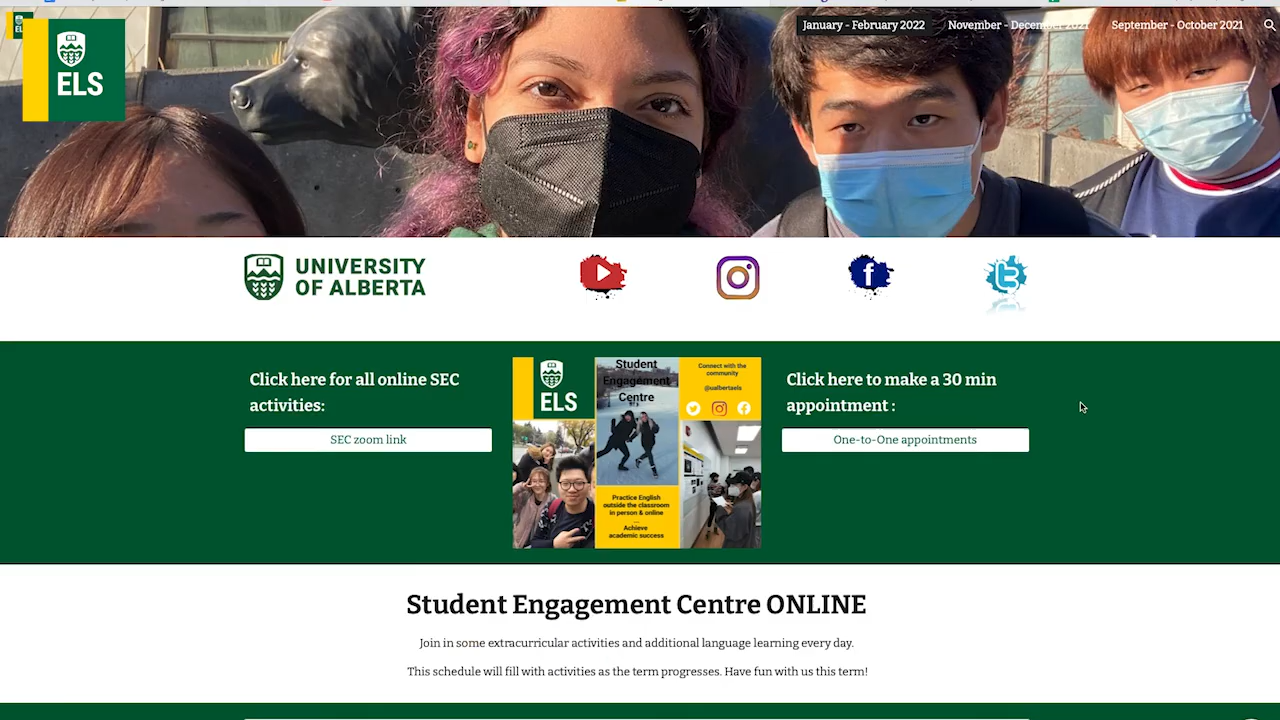 January - February 2022
November - December 2021
September - October 2021
ELS
UNIVERSITY
OF ALBERTA
Click here for all online SEC
activities:
SEC zoom link
ELS
Student
Engagement
Centre
Connect with the
community
@ualbertaels
Practice English
outside the classroom
in person & online
...
Achieve
academic success
Click here to make a 30 min
appointment :
One-to-One appointments
Student Engagement Centre ONLINE
Join in some extracurricular activities and additional language learning every day.
This schedule will fill with activities as the term progresses. Have fun with us this term!